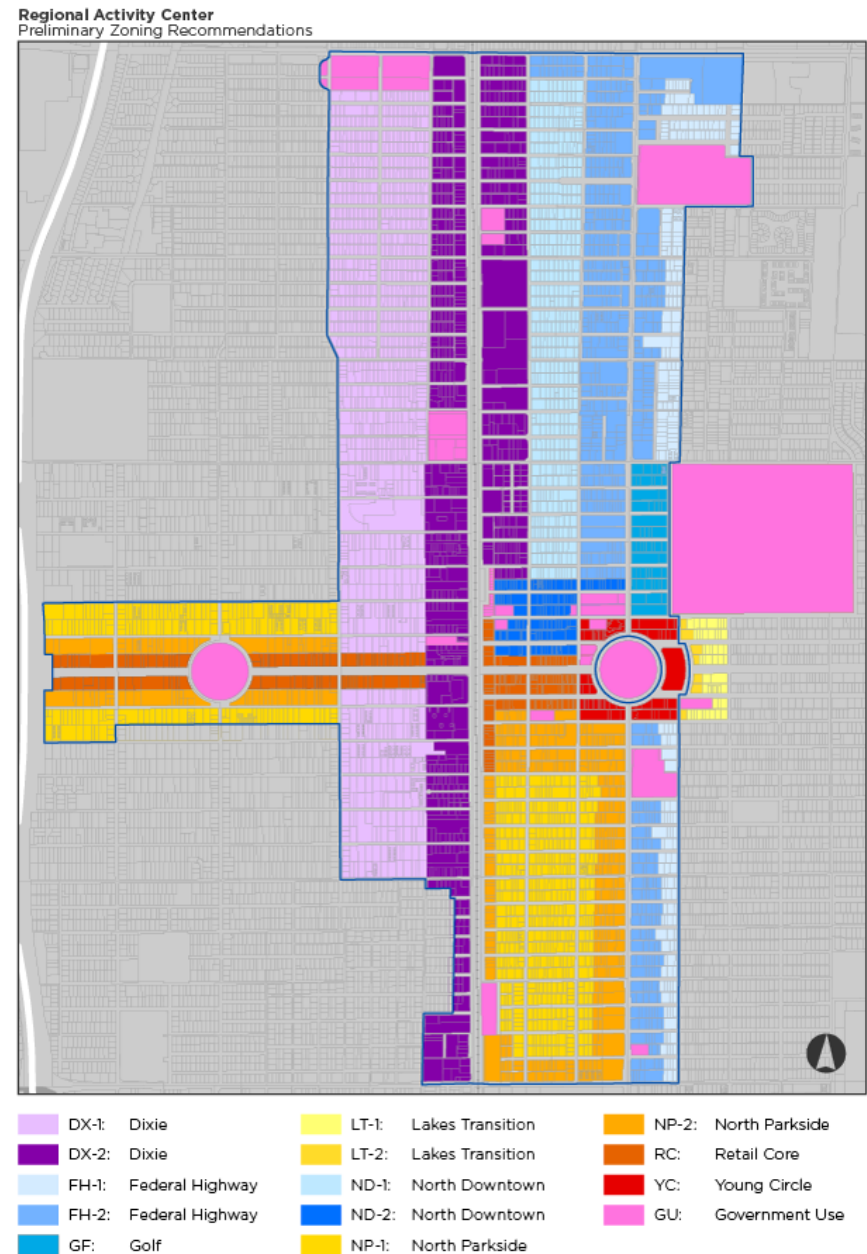 Regional Activity Center
Preliminary Zoning Recommendations
DX-1: Dixie
DX-2: Dixie
FH-1: Federal Highway
FH-2: Federal Highway
GF: Golf
LT-1: Lakes Transition
LT-2: Lakes Transition
ND-1: North Downtown
ND-2: North Downtown
NP-1: North Parkside
NP-2: North Parkside
RC: Retail Core
YC: Young Circle
GU: Government Use